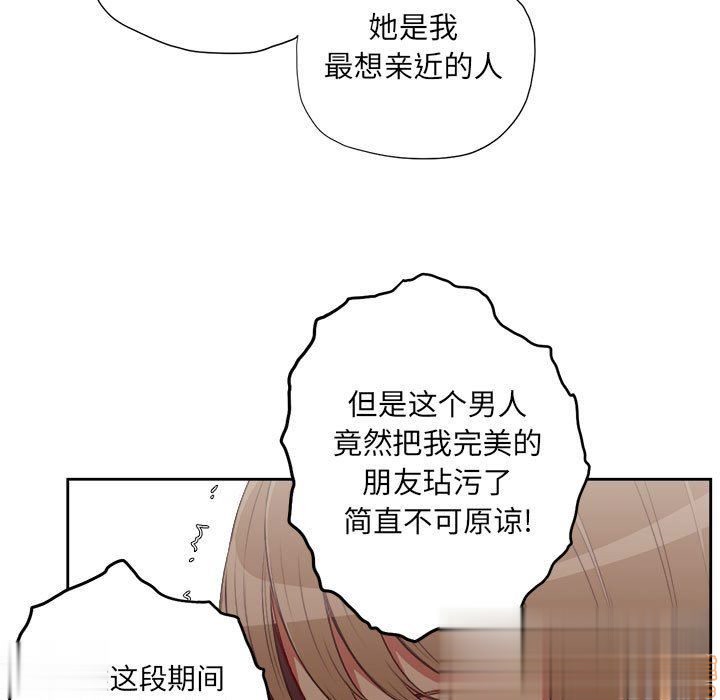 她是我
最想亲近的人
但是这个男人
竟然把我完美的
朋友玷污了
简直不可原谅!
这段期间